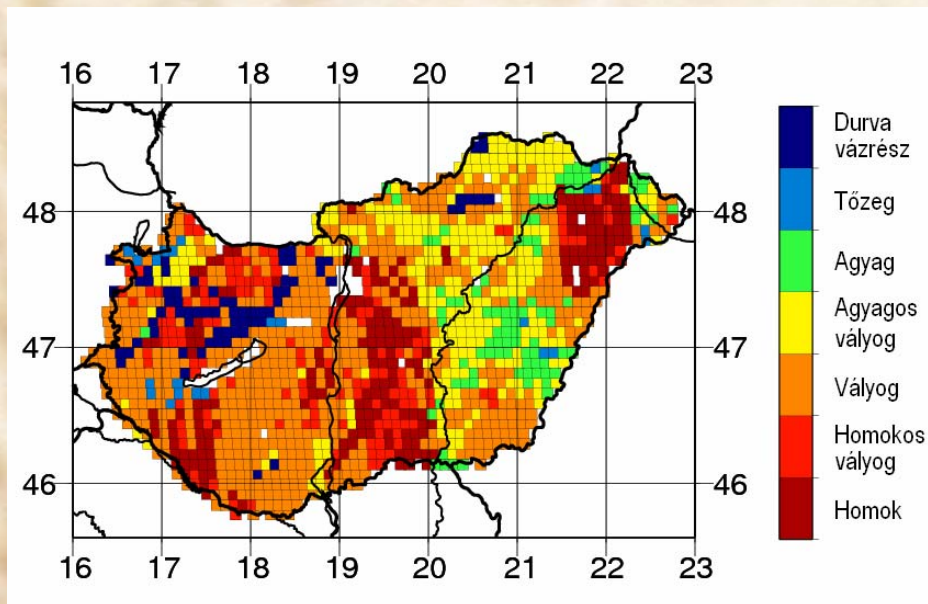 16 17 18 19 20 21 22 23
48 48
47 47
46 46
16 17 18 19 20 21 22 23
Durva
vázrész
Tőzeg
Agyag
Agyagos
vályog
Vályog
Homokos
vályog
Homok